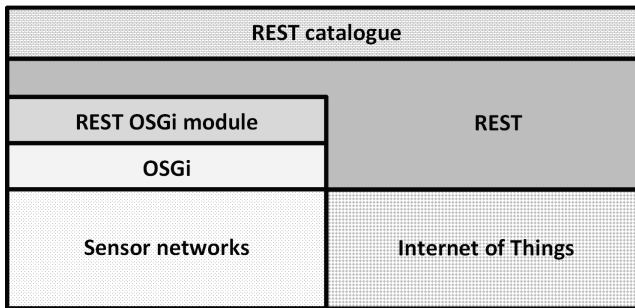 REST catalogue
REST OSGi module
REST
OSGi
Sensor networks
Internet of Things